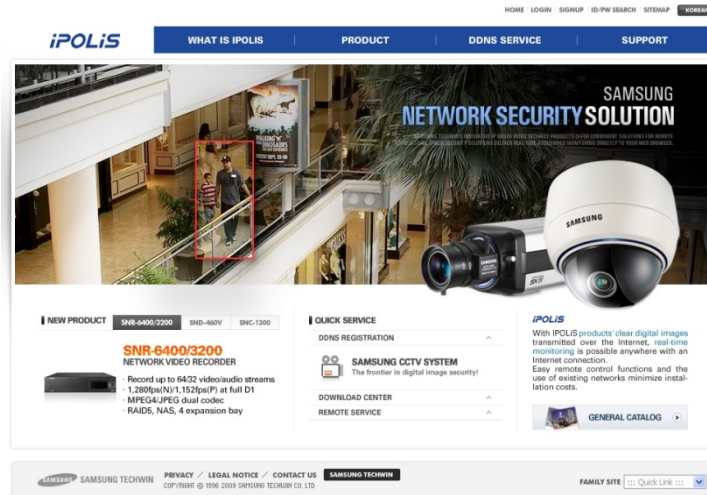 HOME LOGIN SIGNUP ID/PW SEARCH SITEMAP KOREAN
iPOLiS
WHAT IS IPOLIS PRODUCT DDNS SERVICE SUPPORT
SAMSUNG
NETWORK SECURITY SOLUTION
WALKING WITH DINOSAURS
SAMSUNG
NEW PRODUCT SNR-6400/3200 SND-460V SNC-1300
SNR-6400/3200
NETWORK VIDEO RECORDER
· Record up to 64/32 video/audio streams
· 1,280fps(N)/1,152fps(P) at full D1
· MPEG4/JPEG dual codec
· RAID5, NAS, 4 expansion bay
QUICK SERVICE
DDNS REGISTRATION
SAMSUNG CCTV SYSTEM
The frontier in digital image security!
DOWNLOAD CENTER
REMOTE SERVICE
iPOLiS
With IPOLiS products' clear digital images
transmitted over the Internet, real-time
monitoring is possible anywhere with an
Internet connection.
Easy remote control functions and the
use of existing networks minimize instal-
lation costs.
GENERAL CATALOG
SAMSUNG SAMSUNG TECHWIN
PRIVACY / LEGAL NOTICE / CONTACT US SAMSUNG TECHWIN
COPYRIGHT © 1996 2009 SAMSUNG TECHWIN CO. LTD
FAMILY SITE ::: Quick Link :::